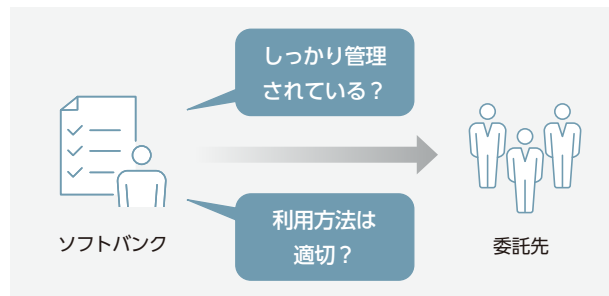 しっかり管理
されている？
ソフトバンク
利用方法は
適切？
委託先